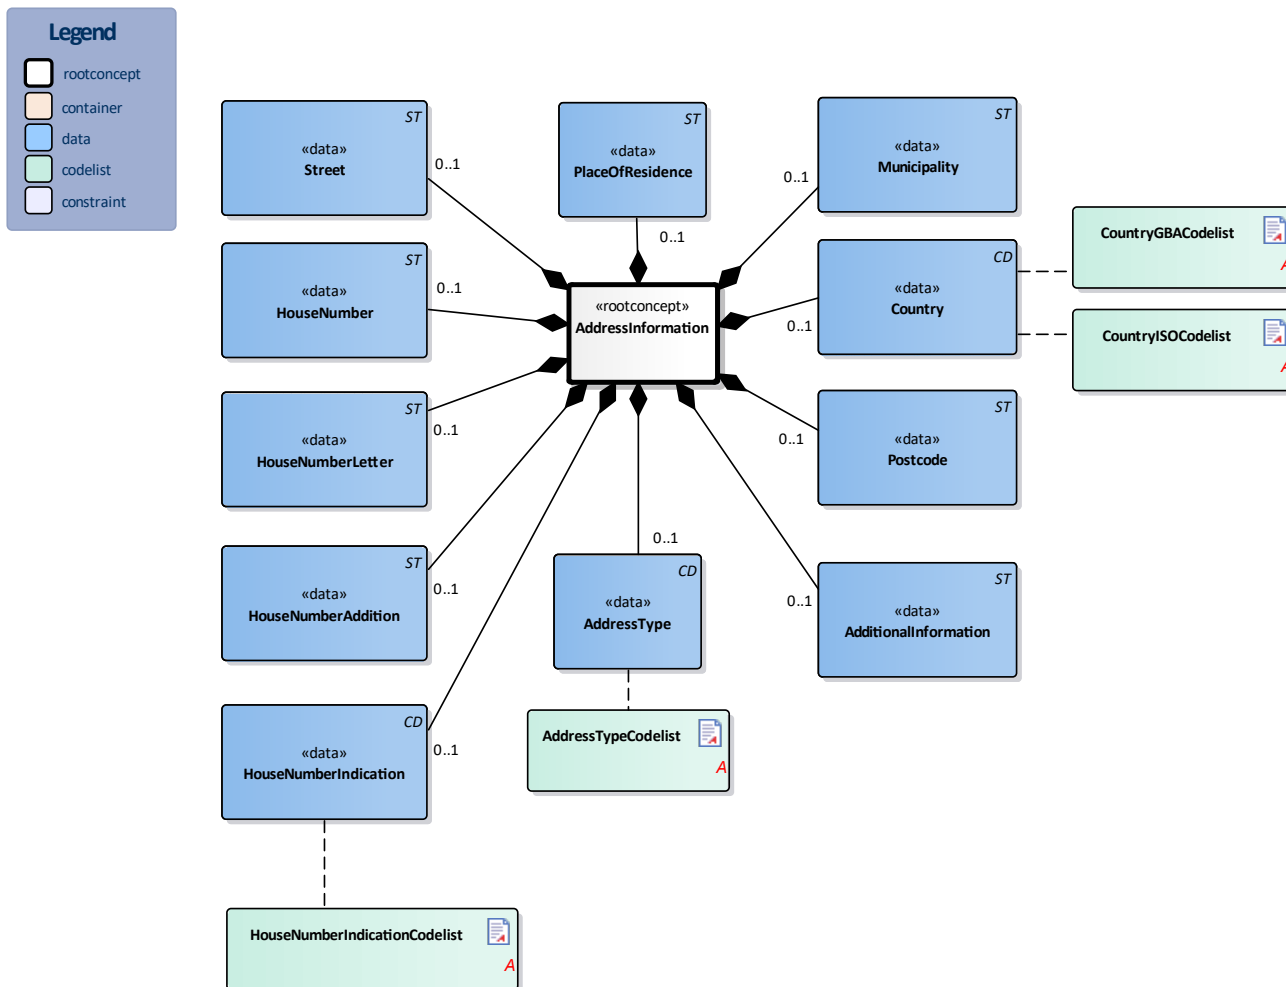 Legend
rootconcept
container
data
codelist
constraint
ST
«data»
Street
0..1
ST
«data»
PlaceOfResidence
0..1
ST
«data»
Municipality
0..1
ST
«data»
HouseNumber
0..1
«rootconcept»
AddressInformation
CD
«data»
Country
0..1
CountryGBACodelist
A
CountryISOCodelist
A
ST
«data»
HouseNumberLetter
0..1
ST
«data»
Postcode
0..1
ST
«data»
HouseNumberAddition
0..1
CD
«data»
AddressType
0..1
ST
«data»
AdditionalInformation
0..1
CD
«data»
HouseNumberIndication
0..1
AddressTypeCodelist
A
HouseNumberIndicationCodelist
A